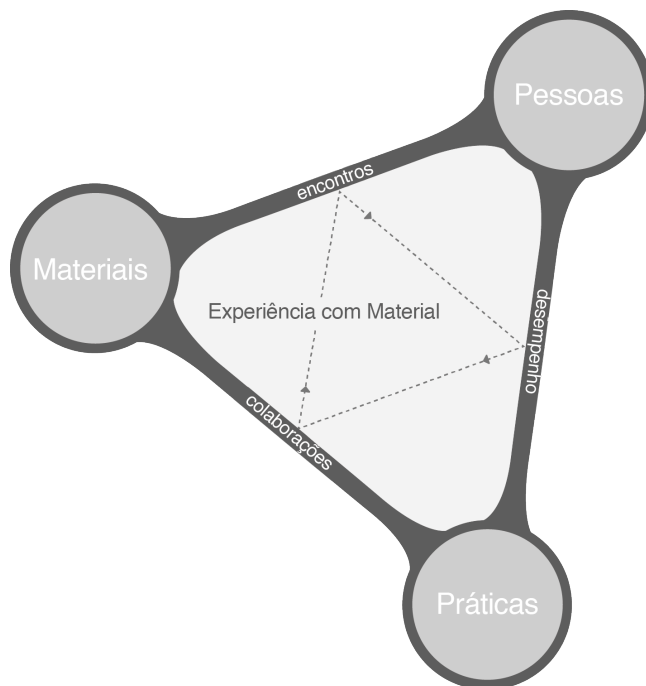 Pessoas
encontros
Materiais
Experiência com Material
desempenho
colaborações
Práticas